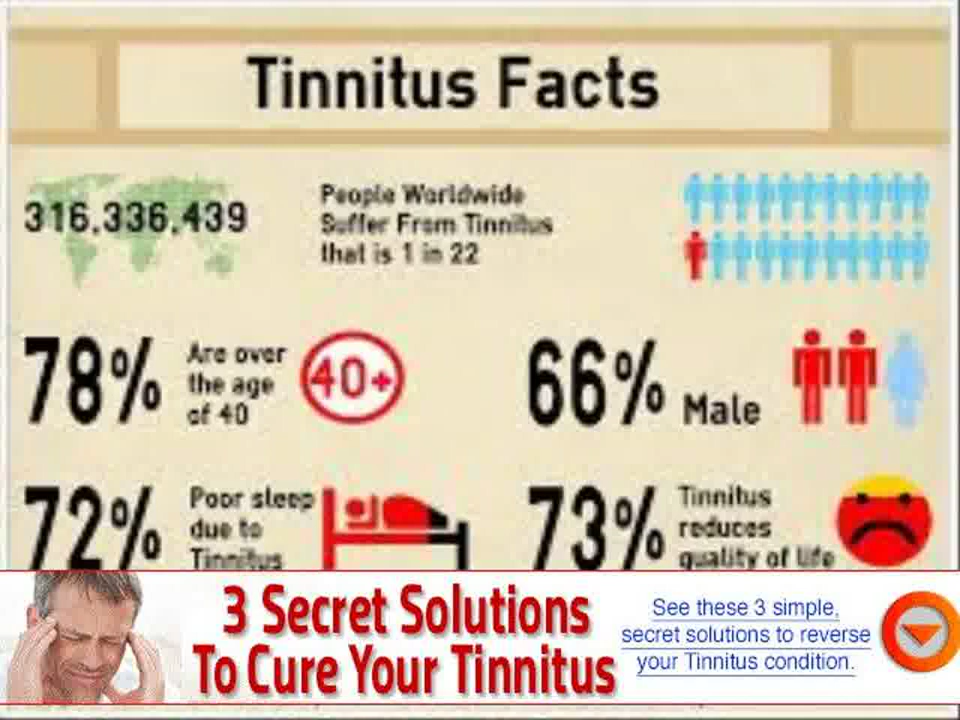 Tinnitus Facts
316,336,439
People Worldwide
Suffer From Tinnitus
that is 1 in 22
78%
Are over
the age
of 40
40+
66%
Male
72%
Poor sleep
due to
Tinnitus
73%
Tinnitus
reduces
quality of life
3 Secret Solutions
To Cure Your Tinnitus
See these 3 simple,
secret solutions to reverse
your Tinnitus condition.